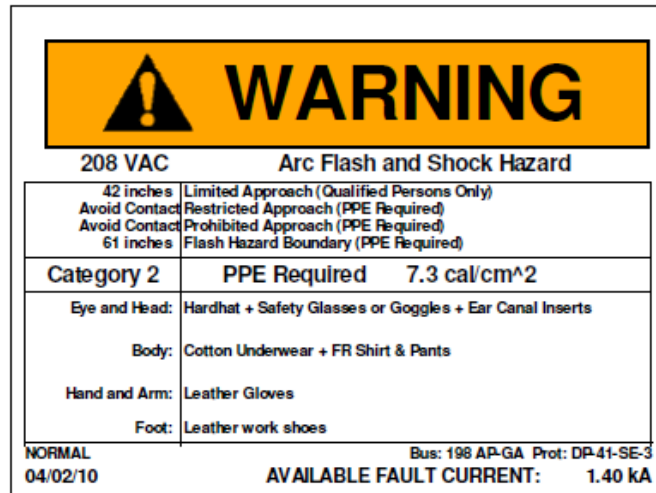 WARNING
208 VAC Arc Flash and Shock Hazard
42 inches Limited Approach (Qualified Persons Only)
Avoid Contact Restricted Approach (PPE Required)
Avoid Contact Prohibited Approach (PPE Required)
61 inches Flash Hazard Boundary (PPE Required)
Category 2 PPE Required 7.3 cal/cm^2
Eye and Head: Hardhat + Safety Glasses or Goggles + Ear Canal Inserts
Body: Cotton Underwear + FR Shirt & Pants
Hand and Arm: Leather Gloves
Foot: Leather work shoes
NORMAL Bus: 198 AP-GA Prot: DP-41-SE-3
04/02/10 AVAILABLE FAULT CURRENT: 1.40 kA